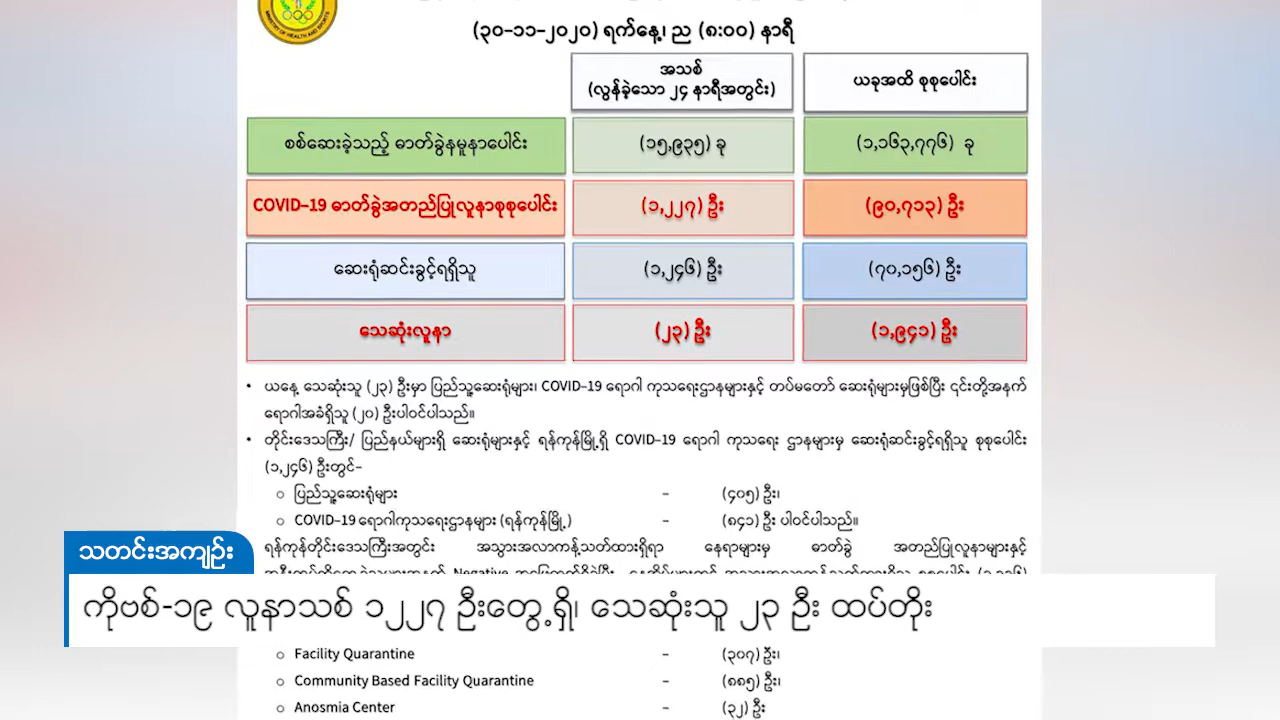 MINISTRY OF HEALTH AND SPORTS
(၃၀-၁၁-၂၀၂၀) ရက်နေ့၊ ည (၈:၀၀) နာရီ
အသစ်
(လွန်ခဲ့သော ၂၄ နာရီအတွင်း)
ယခုအထိ စုစုပေါင်း
စစ်ဆေးခဲ့သည့် ဓာတ်ခွဲနမူနာပေါင်း (၁၅,၉၃၅) ခု (၁,၁၆၃,၇၇၆) ခု
COVID-19 ဓာတ်ခွဲအတည်ပြုလူနာစုစုပေါင်း (၁,၂၂၇) ဦး (၉၀,၇၁၃) ဦး
ဆေးရုံဆင်းခွင့်ရရှိသူ (၁,၂၄၆) ဦး (၇၀,၁၅၆) ဦး
သေဆုံးလူနာ (၂၃) ဦး (၁,၉၄၁) ဦး
• ယနေ့ သေဆုံးသူ (၂၃) ဦးမှာ ပြည်သူ့ဆေးရုံများ၊ COVID-19 ရောဂါ ကုသရေးဌာနများနှင့် တပ်မတော် ဆေးရုံများမှဖြစ်ပြီး ၎င်းတို့အနက်
ရောဂါအခံရှိသူ (၂၀) ဦးပါဝင်ပါသည်။
• တိုင်းဒေသကြီး/ ပြည်နယ်များရှိ ဆေးရုံများနှင့် ရန်ကုန်မြို့ရှိ COVID-19 ရောဂါ ကုသရေး ဌာနများမှ ဆေးရုံဆင်းခွင့်ရရှိသူ စုစုပေါင်း
(၁,၂၄၆) ဦးတွင်-
o ပြည်သူ့ဆေးရုံများ - (၄၀၅) ဦး၊
o COVID-19 ရောဂါကုသရေးဌာနများ (ရန်ကုန်မြို့) - (၈၄၁) ဦး ပါဝင်ပါသည်။
ရန်ကုန်တိုင်းဒေသကြီးအတွင်း အသွားအလာကန့်သတ်ထားရှိရာ နေရာများမှ ဓာတ်ခွဲ အတည်ပြုလူနာများနှင့်
Negative
သတင်းအကျဉ်း
ကိုဗစ်-၁၉ လူနာသစ် ၁၂၂၇ ဦးတွေ့ရှိ၊ သေဆုံးသူ ၂၃ ဦး ထပ်တိုး
o Facility Quarantine - (၃၀၇) ဦး၊
o Community Based Facility Quarantine - (၈၈၅) ဦး၊
o Anosmia Center - (၃၂) ဦး